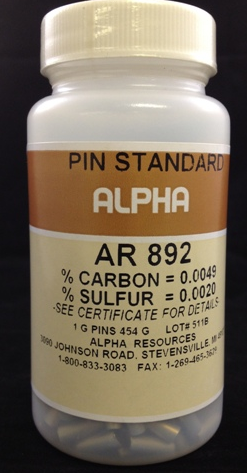 PIN STANDARD
ALPHA
AR 892
% CARBON = 0.0049
% SULFUR = 0.0020
-SEE CERTIFICATE FOR DETAILS-
1 G PINS 454 G LOT# 511B
ALPHA RESOURCES
3090 JOHNSON ROAD, STEVENSVILLE, MI
1-800-833-3083 FAX: 1-269-465-3629